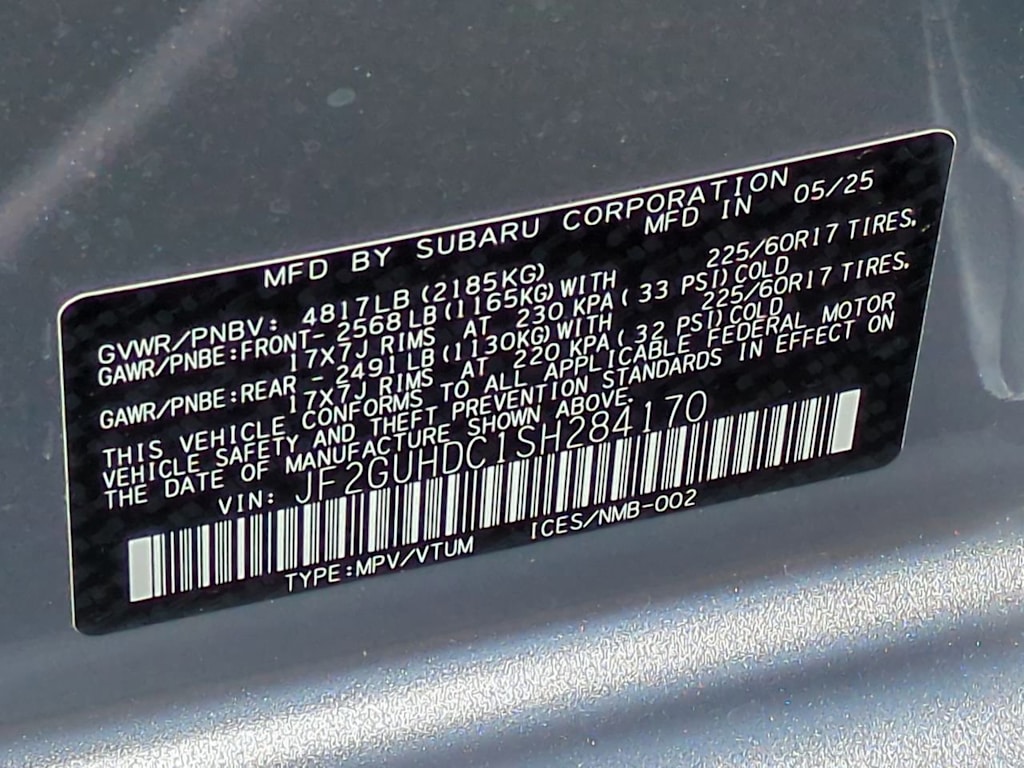 MFD BY SUBARU CORPORATION
MFD IN 05/25
GVWR/PNBV: 4817LB (2185KG)
GAWR/PNBE:FRONT- 2568LB(1165KG)WITH 225/60R17 TIRES.
17X7J RIMS AT 230 KPA( 33 PSI)COLD
GAWR/PNBE:REAR - 2491LB(1130KG)WITH 225/60R17 TIRES.
17X7J RIMS AT 220 KPA( 32 PSI)COLD
THIS VEHICLE CONFORMS TO ALL APPLICABLE FEDERAL MOTOR
VEHICLE SAFETY AND THEFT PREVENTION STANDARDS IN EFFECT ON
THE DATE OF MANUFACTURE SHOWN ABOVE.
VIN: JF2GUHDC1SH284170
TYPE:MPV/VTUM ICES/NMB-002